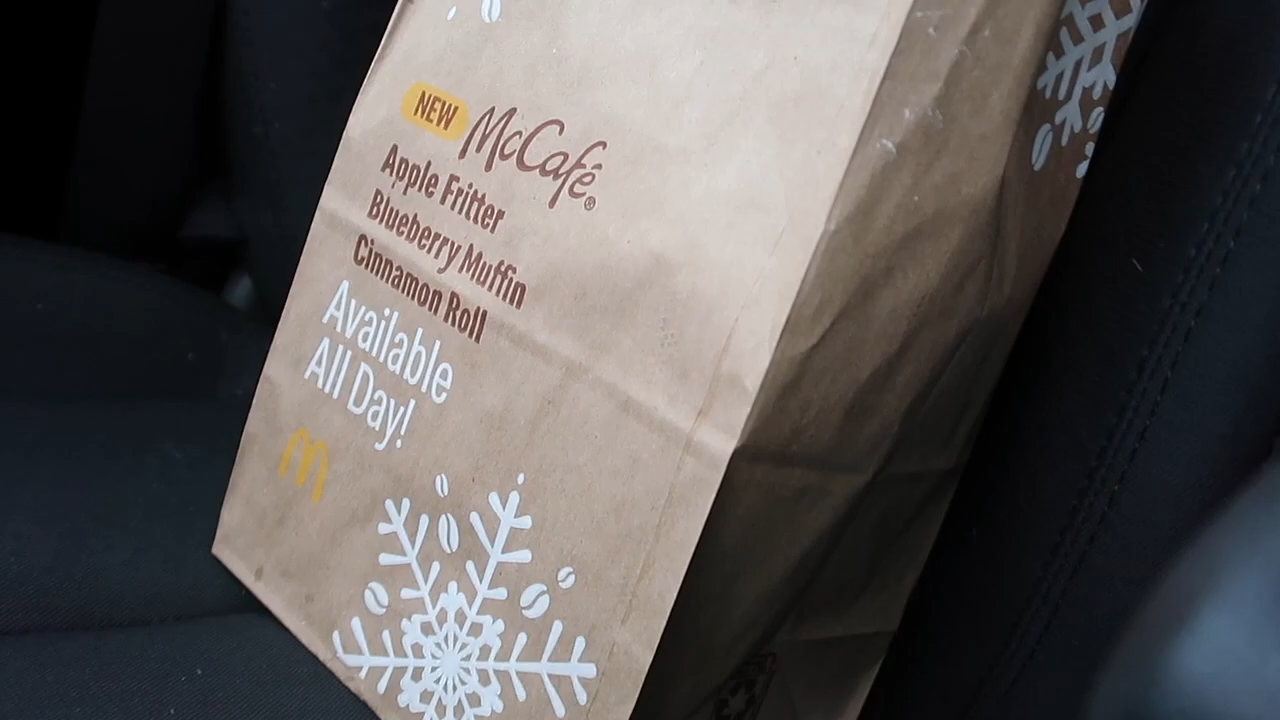 NEW McCafé®
Apple Fritter
Blueberry Muffin
Cinnamon Roll
Available
All Day!